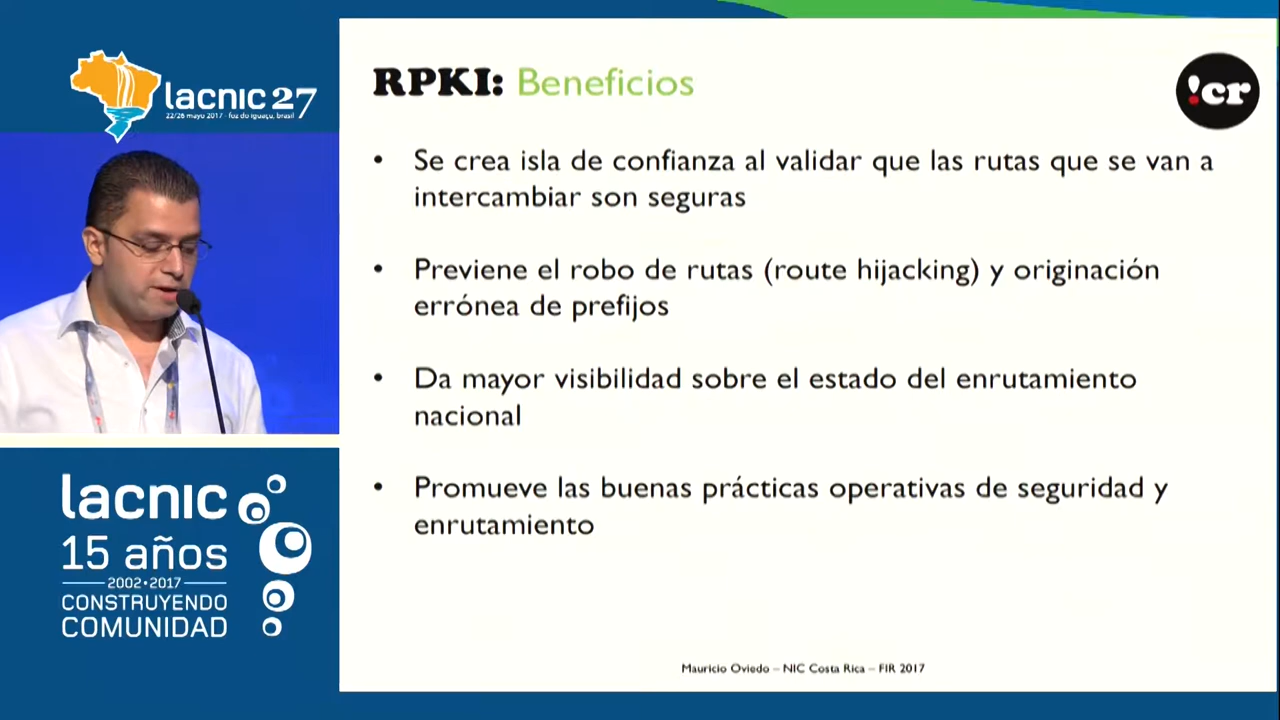 lacnic 27
22/26 mayo 2017 - foz do iguaçu, brasil
lacnic
15 años
2002•2017
CONSTRUYENDO
COMUNIDAD
RPKI: Beneficios
!cr
• Se crea isla de confianza al validar que las rutas que se van a
intercambiar son seguras
• Previene el robo de rutas (route hijacking) y originación
errónea de prefijos
• Da mayor visibilidad sobre el estado del enrutamiento
nacional
• Promueve las buenas prácticas operativas de seguridad y
enrutamiento
Mauricio Oviedo – NIC Costa Rica – FIR 2017